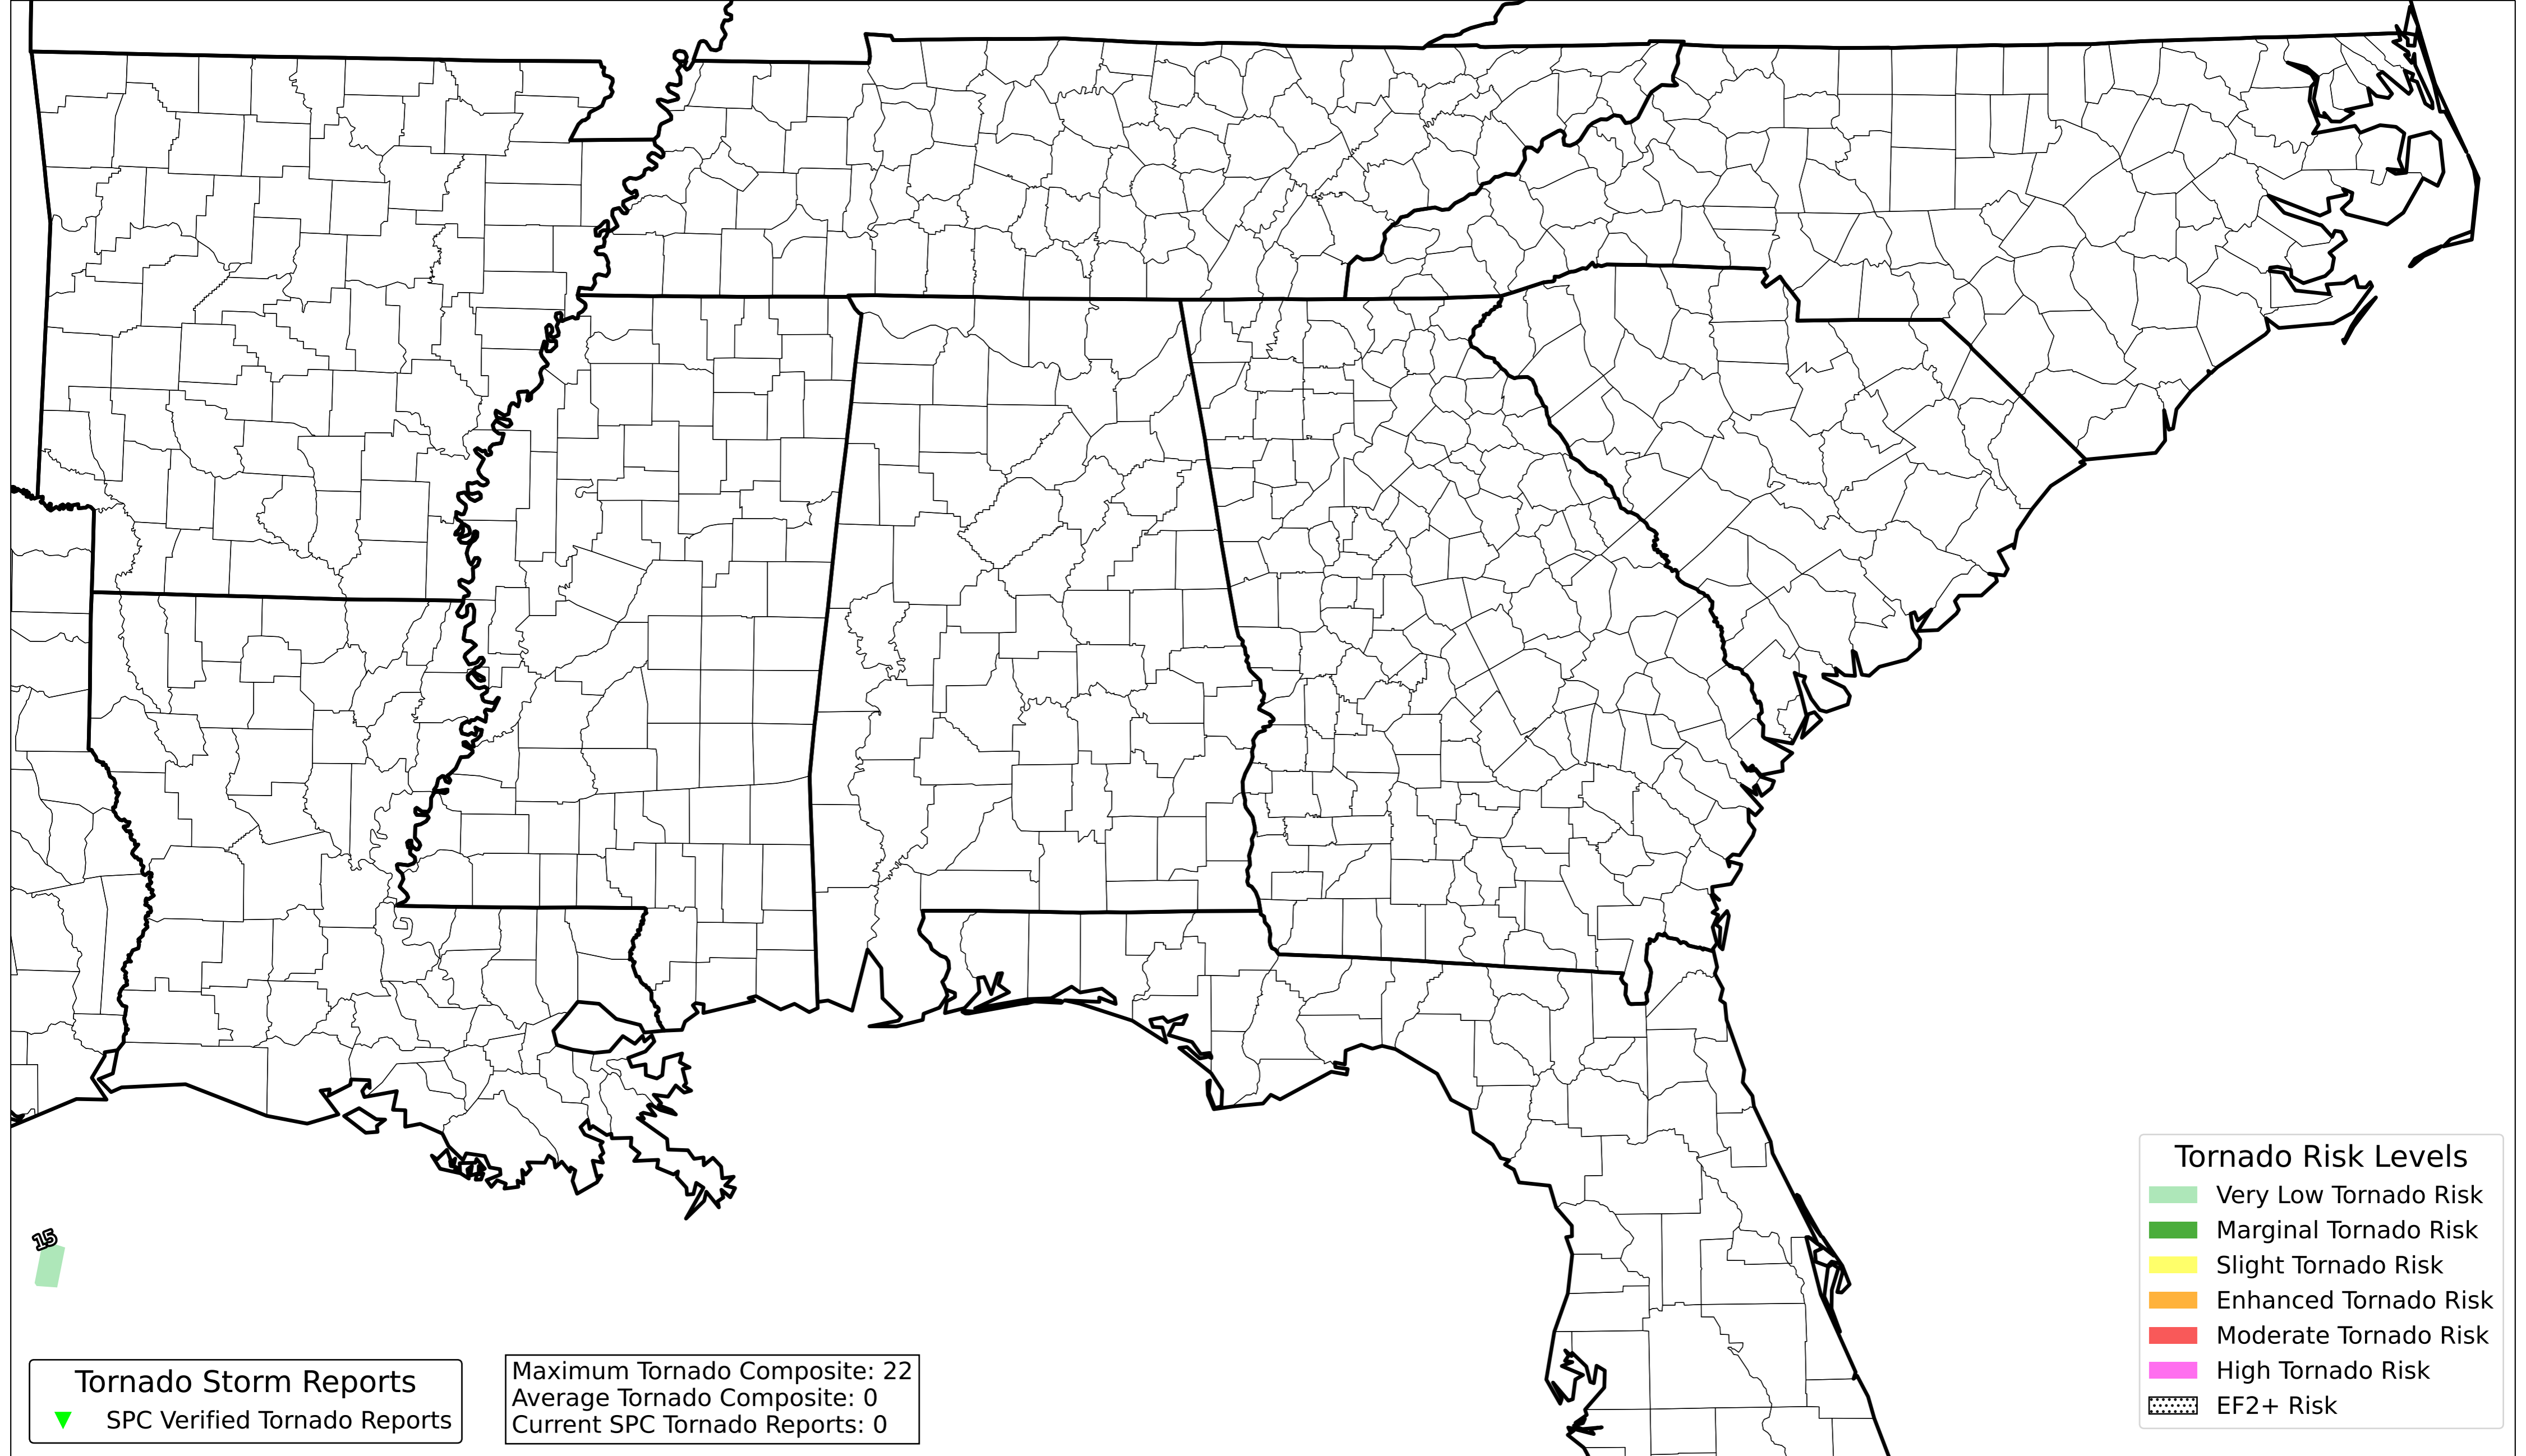 15
Tornado Storm Reports
SPC Verified Tornado Reports
Maximum Tornado Composite: 22
Average Tornado Composite: 0
Current SPC Tornado Reports: 0
Tornado Risk Levels
Very Low Tornado Risk
Marginal Tornado Risk
Slight Tornado Risk
Enhanced Tornado Risk
Moderate Tornado Risk
High Tornado Risk
EF2+ Risk